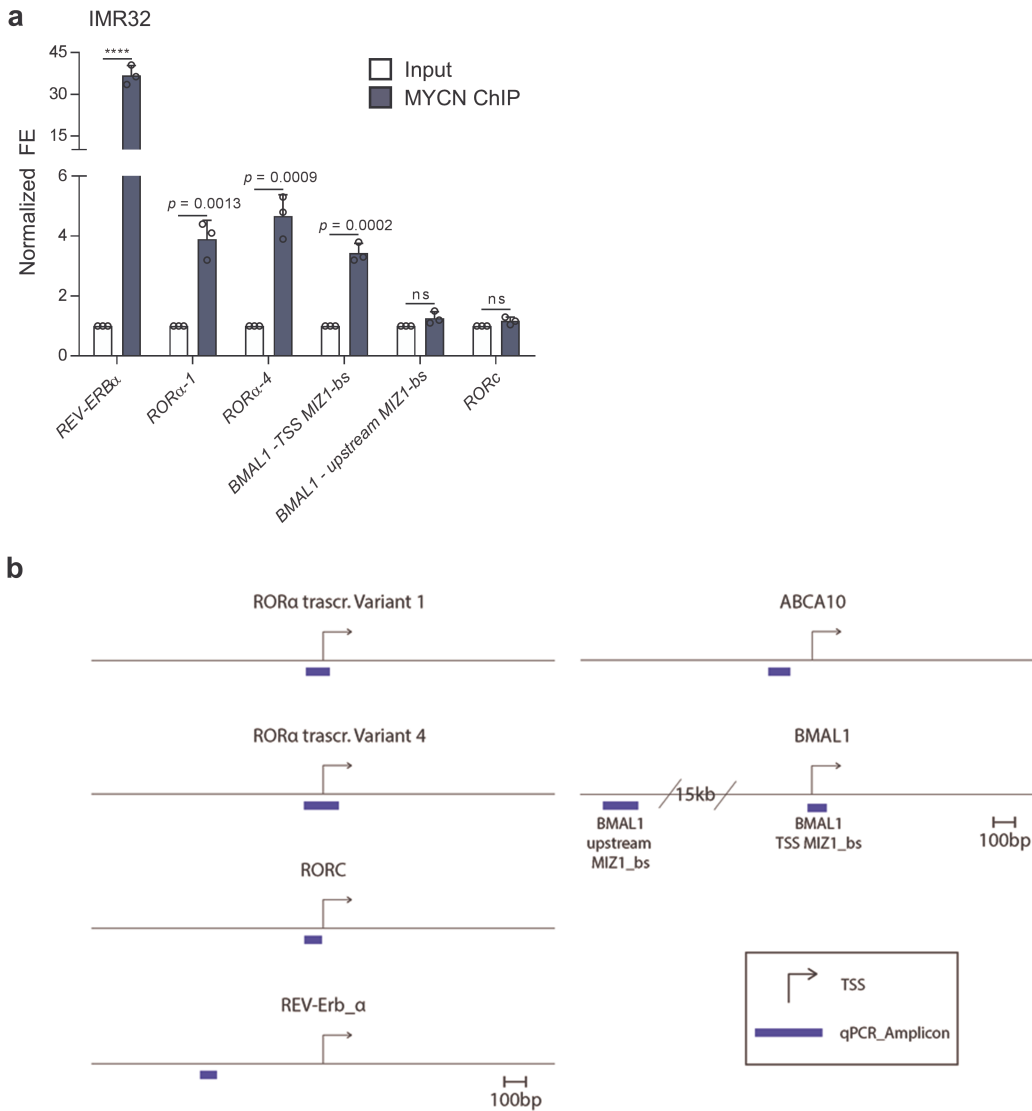 a
IMR32
Normalized FE
45
30
15
6
4
2
0
****
p = 0.0013
p = 0.0009
p = 0.0002
ns
ns
Input
MYCN ChIP
REV-ERBα
RORα-1
RORα-4
BMAL1 -TSS MIZ1-bs
BMAL1 - upstream MIZ1-bs
RORc
b
RORα trascr. Variant 1
ABCA10
RORα trascr. Variant 4
BMAL1
15kb
BMAL1
upstream
MIZ1_bs
BMAL1
TSS MIZ1_bs
100bp
RORC
REV-Erb_α
100bp
TSS
qPCR_Amplicon